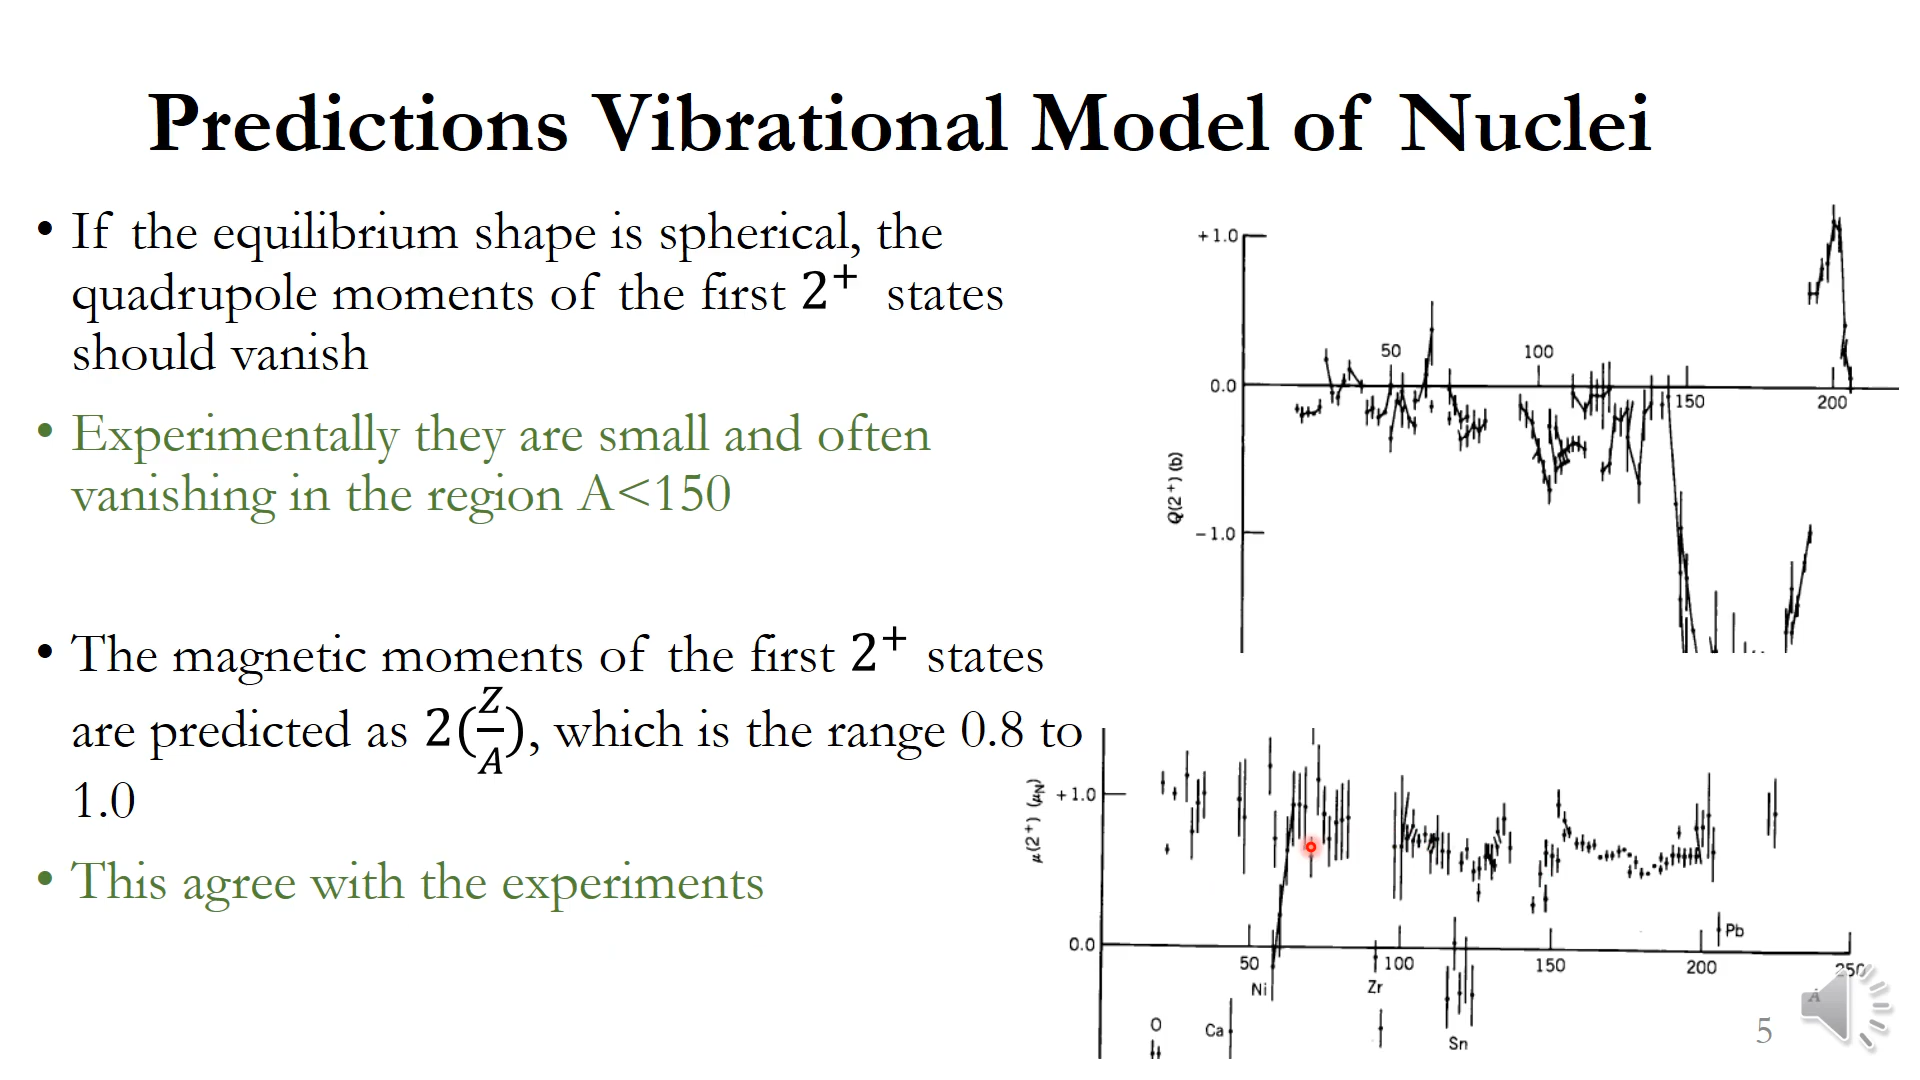 Predictions Vibrational Model of Nuclei
• If the equilibrium shape is spherical, the
quadrupole moments of the first 2⁺ states
should vanish
• Experimentally they are small and often
vanishing in the region A<150
• The magnetic moments of the first 2⁺ states
are predicted as 2(Z/A), which is the range 0.8 to
1.0
• This agree with the experiments
+1.0
50
100
0.0
150
200
Q(2⁺) (b)
−1.0
μ(2⁺) (μN)
+1.0
0.0
Pb
50
100
150
200
250
Ni
Zr
A
O
Ca
Sn
5